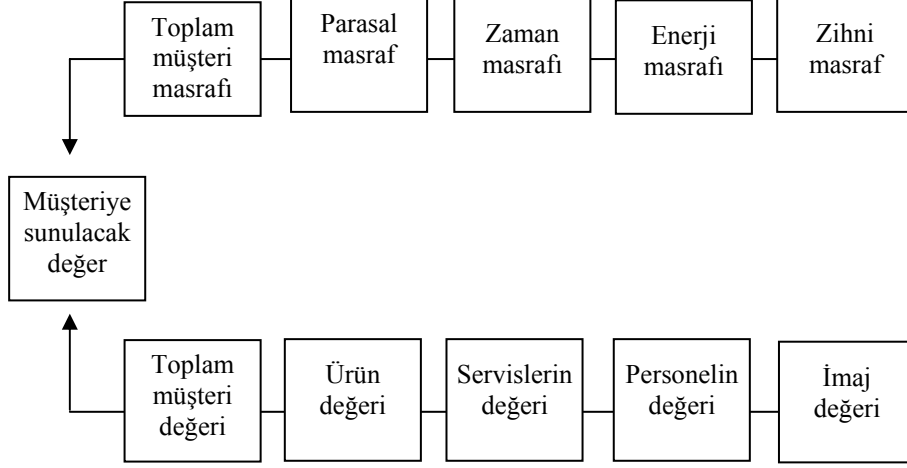 Toplam
müşteri
masrafı
Parasal
masraf
Zaman
masrafı
Enerji
masrafı
Zihni
masraf
Müşteriye
sunulacak
değer
Toplam
müşteri
değeri
Ürün
değeri
Servislerin
değeri
Personelin
değeri
İmaj
değeri